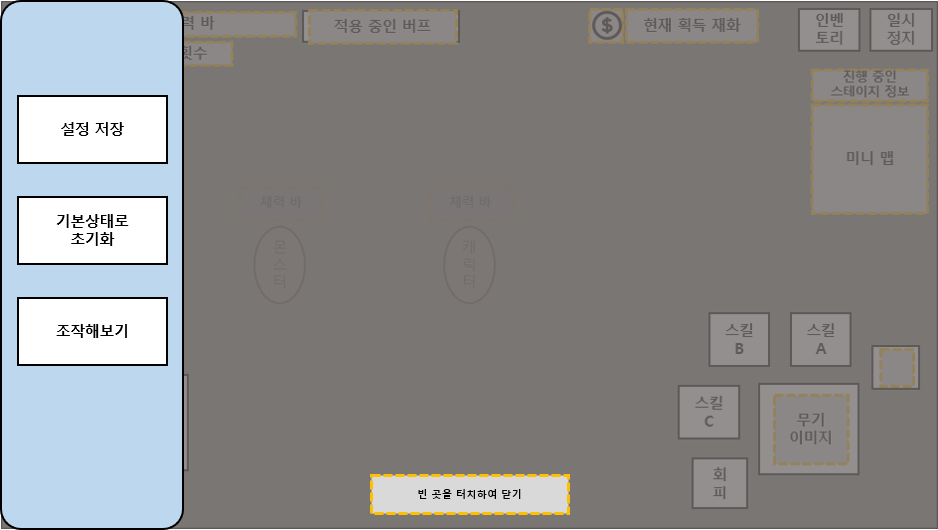 력 바
횟수
적용 중인 버프
$
현재 획득 재화
인벤
토리
일시
정지
진행 중인
스테이지 정보
미니 맵
설정 저장
기본상태로
초기화
조작해보기
체력 바
체력 바
몬
스
터
캐
릭
터
스킬
B
스킬
A
스킬
C
무기
이미지
회
피
빈 곳을 터치하여 닫기